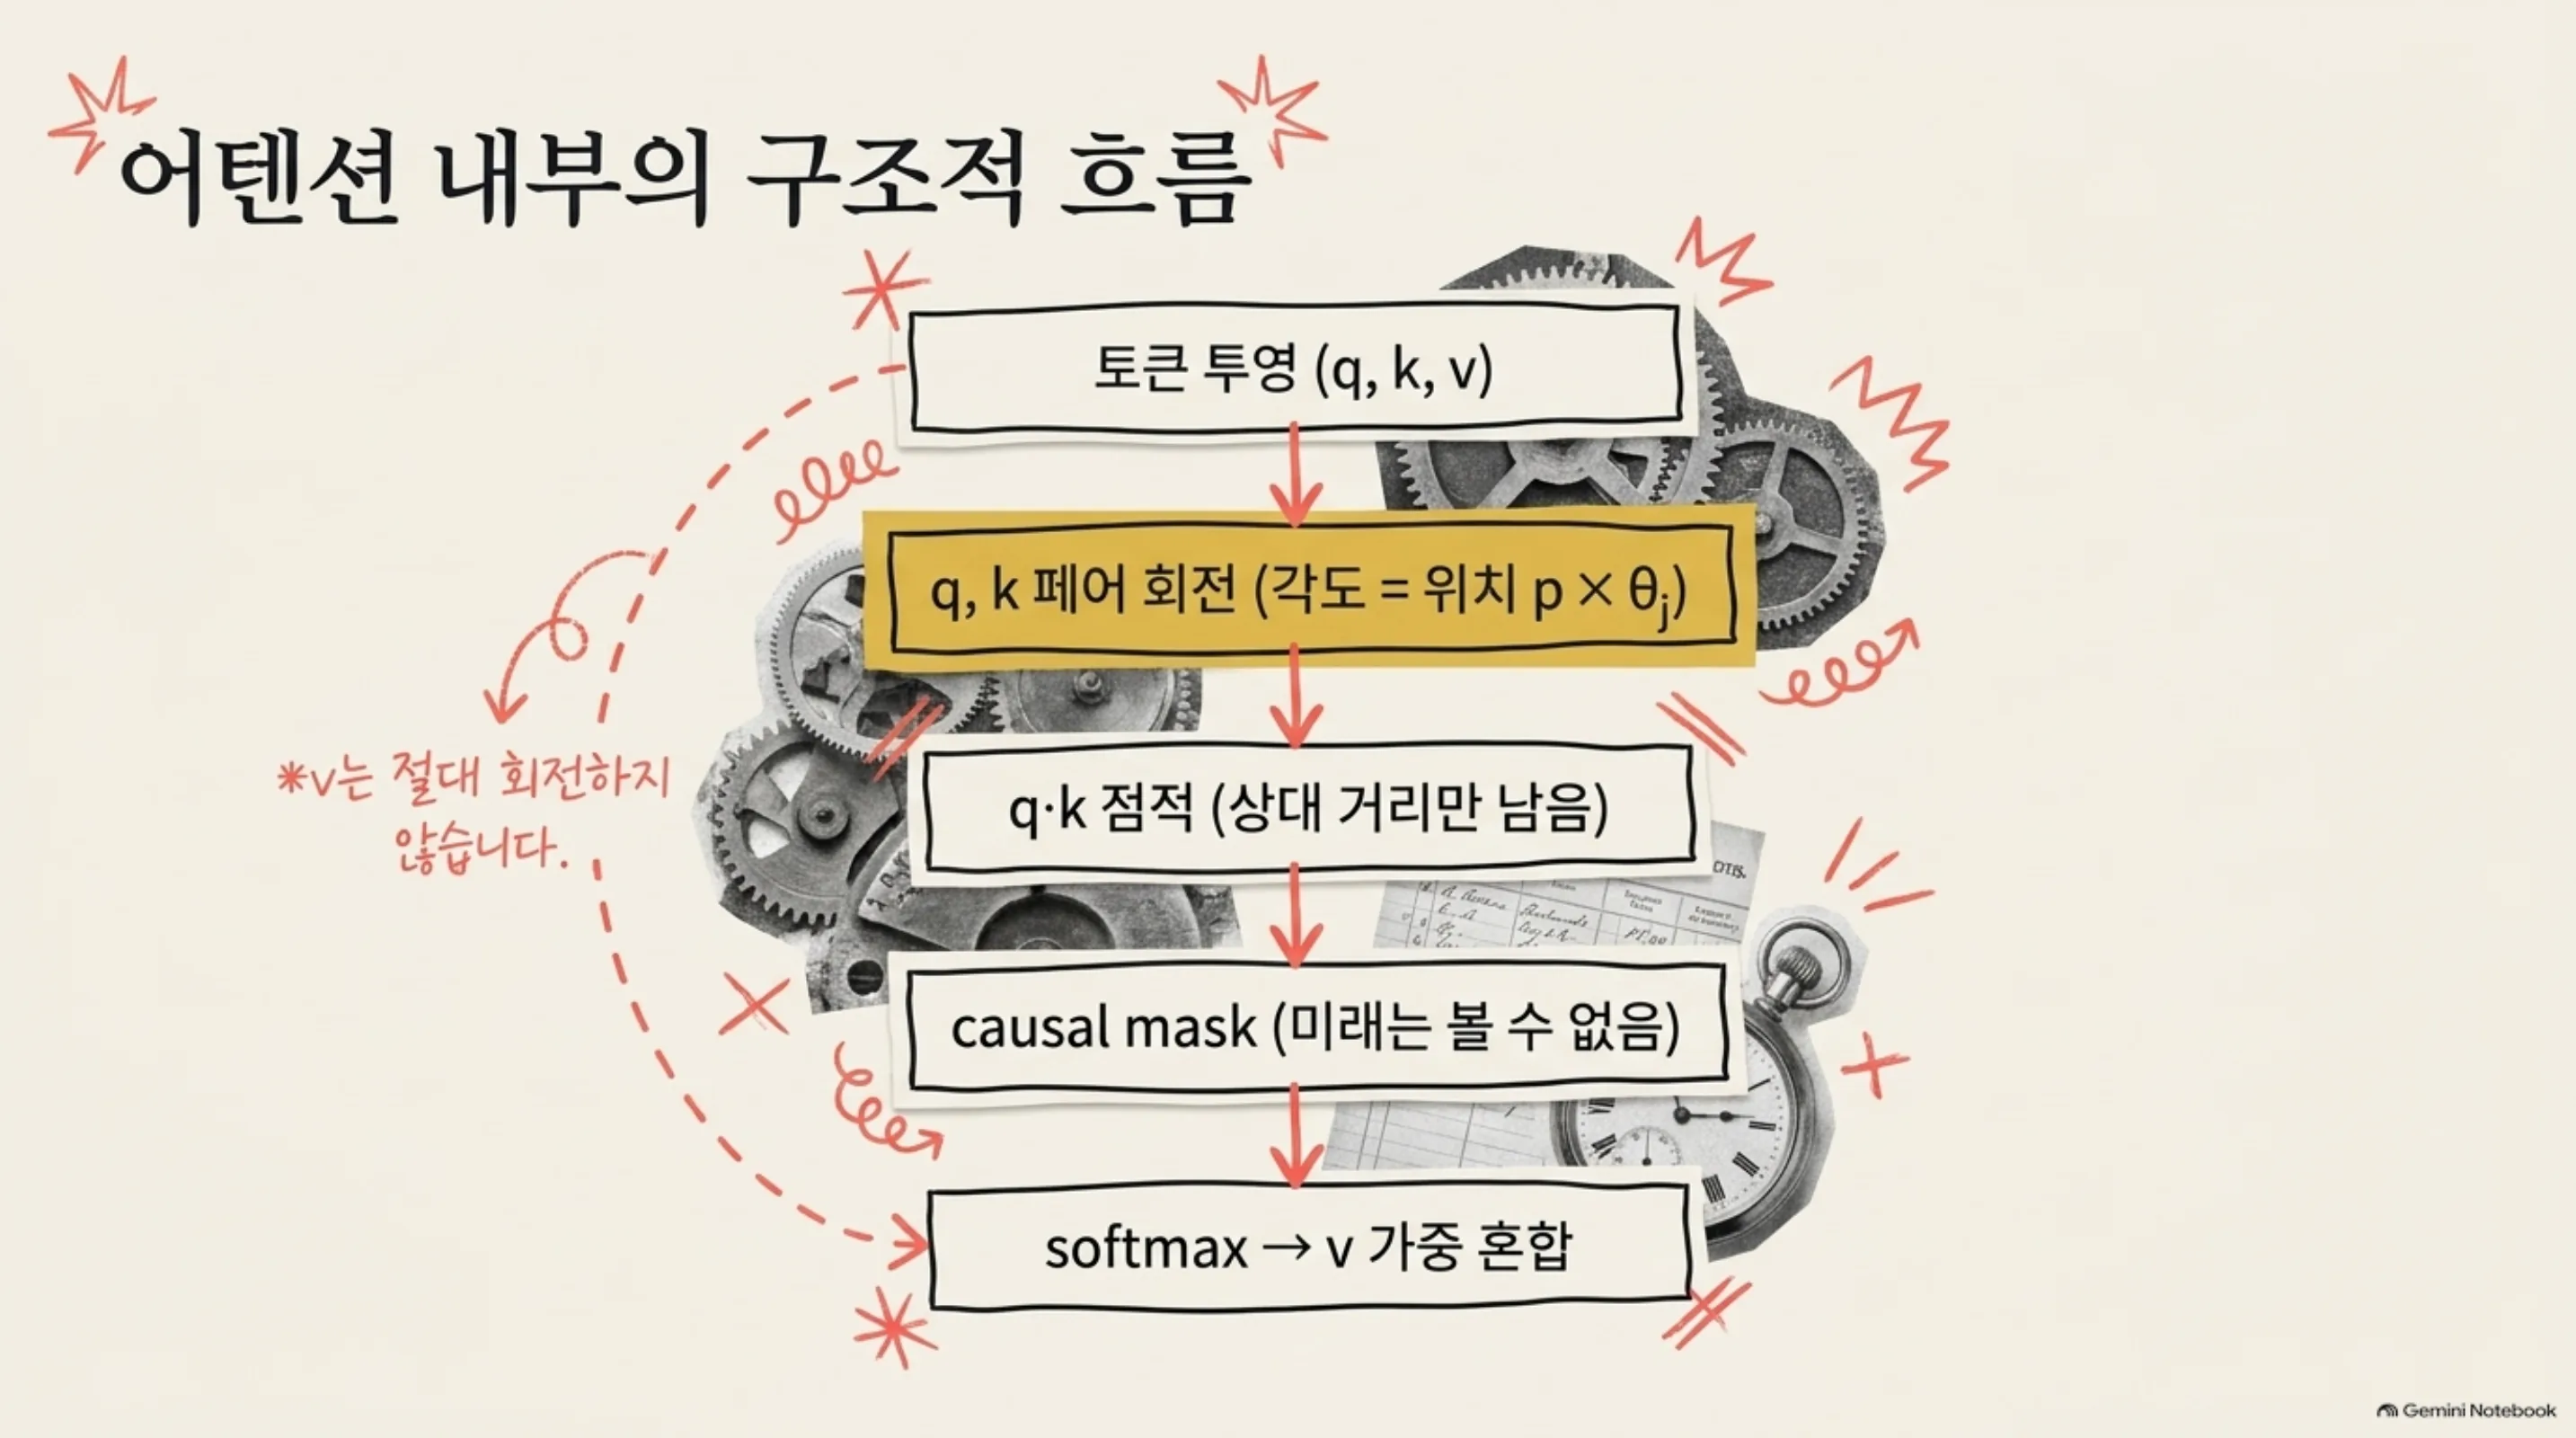 어텐션 내부의 구조적 흐름
토큰 투영 (q, k, v)
q, k 페어 회전 (각도 = 위치 p × θj)
*v는 절대 회전하지
않습니다.
q·k 점적 (상대 거리만 남음)
causal mask (미래는 볼 수 없음)
softmax → v 가중 혼합
Gemini Notebook